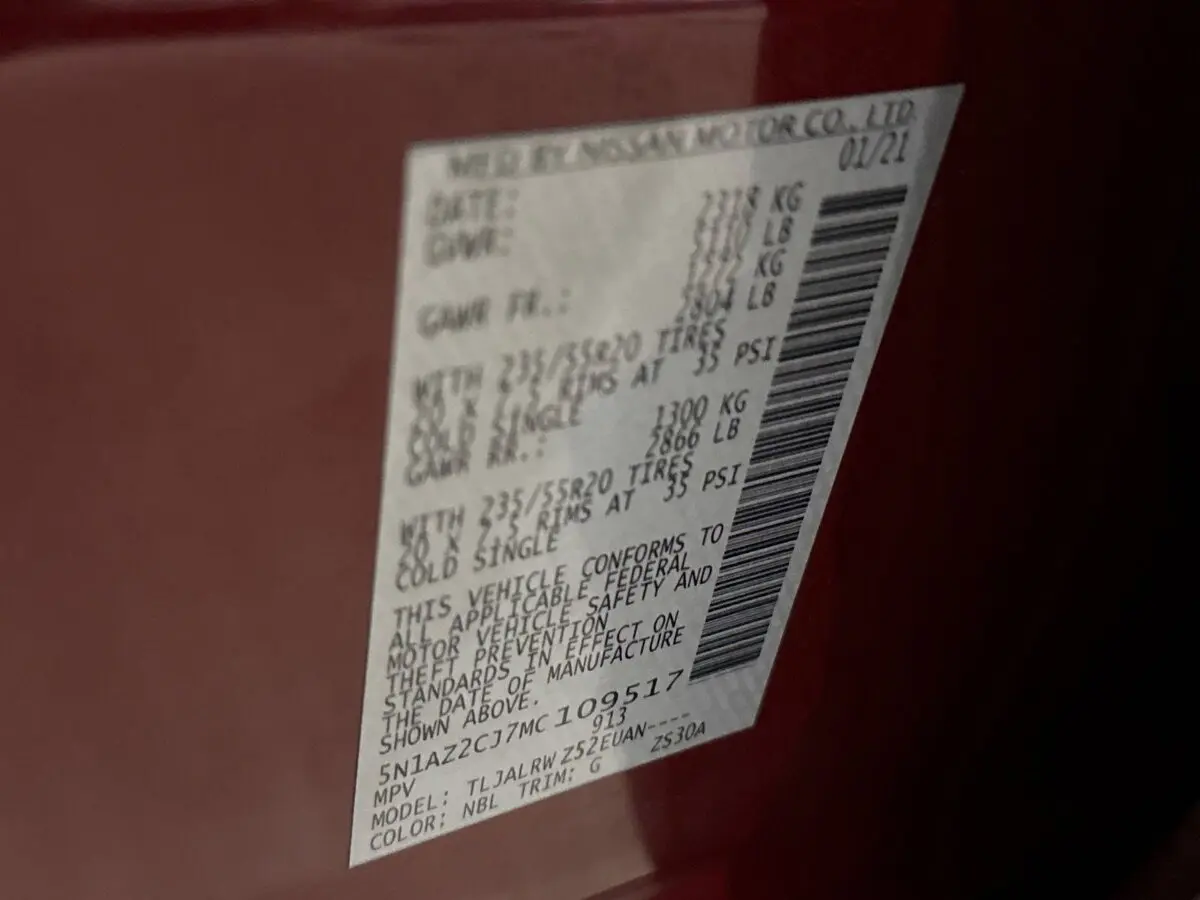 MFD BY NISSAN MOTOR CO., LTD.
DATE: 01/21
GVWR: 2318 KG
5110 LB
GAWR FR.: 1272 KG
2804 LB
WITH 235/55R20 TIRES
20 X 7.5 RIMS AT 35 PSI
COLD SINGLE
GAWR RR.: 1300 KG
2866 LB
WITH 235/55R20 TIRES
20 X 7.5 RIMS AT 35 PSI
COLD SINGLE
THIS VEHICLE CONFORMS TO
ALL APPLICABLE FEDERAL
MOTOR VEHICLE SAFETY AND
THEFT PREVENTION
STANDARDS IN EFFECT ON
THE DATE OF MANUFACTURE
SHOWN ABOVE.
5N1AZ2CJ7MC109517
MPV 913
MODEL: TLJALRWZ52EUAN----
COLOR: NBL TRIM: G ZS30A